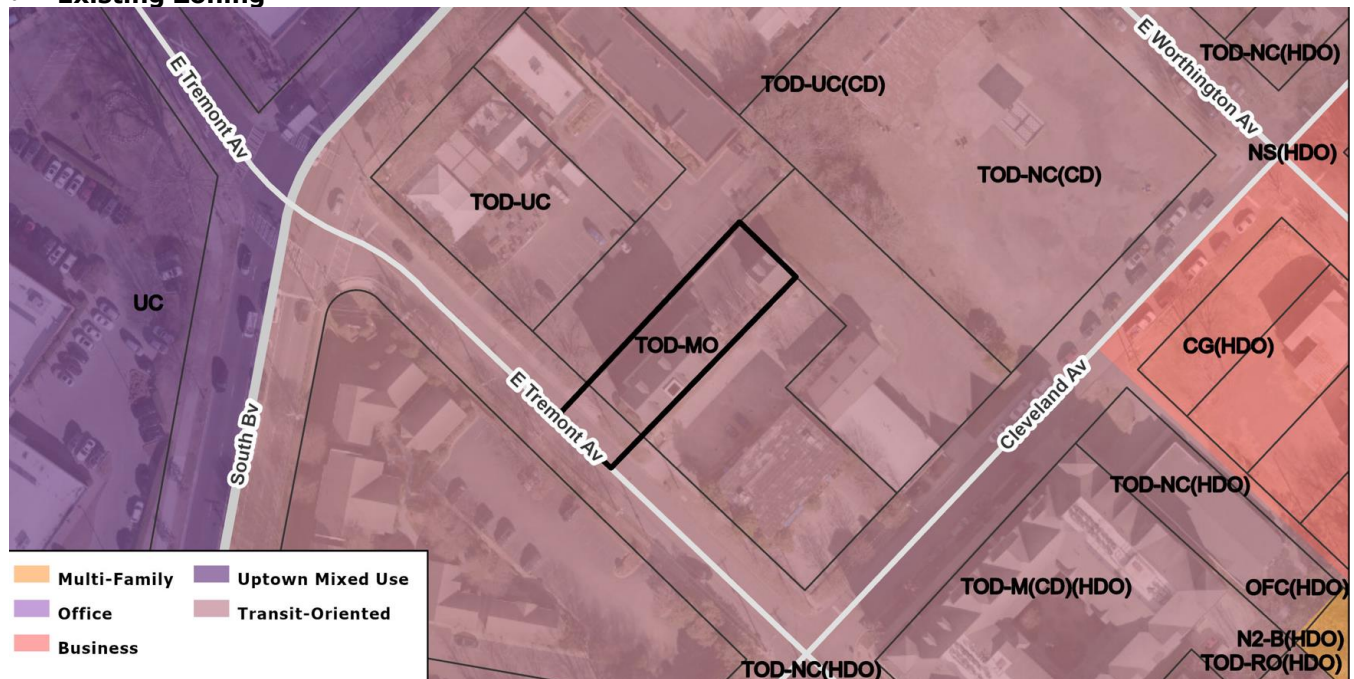 Existing Zoning
E Tremont Av
E Worthington Av
TOD-NC(HDO)
TOD-UC(CD)
NS(HDO)
TOD-NC(CD)
TOD-UC
UC
TOD-MO
CG(HDO)
E Tremont Av
Cleveland Av
South Bv
TOD-NC(HDO)
TOD-M(CD)(HDO)
OFC(HDO)
N2-B(HDO)
TOD-RO(HDO)
TOD-NC(HDO)
Multi-Family
Uptown Mixed Use
Office
Transit-Oriented
Business